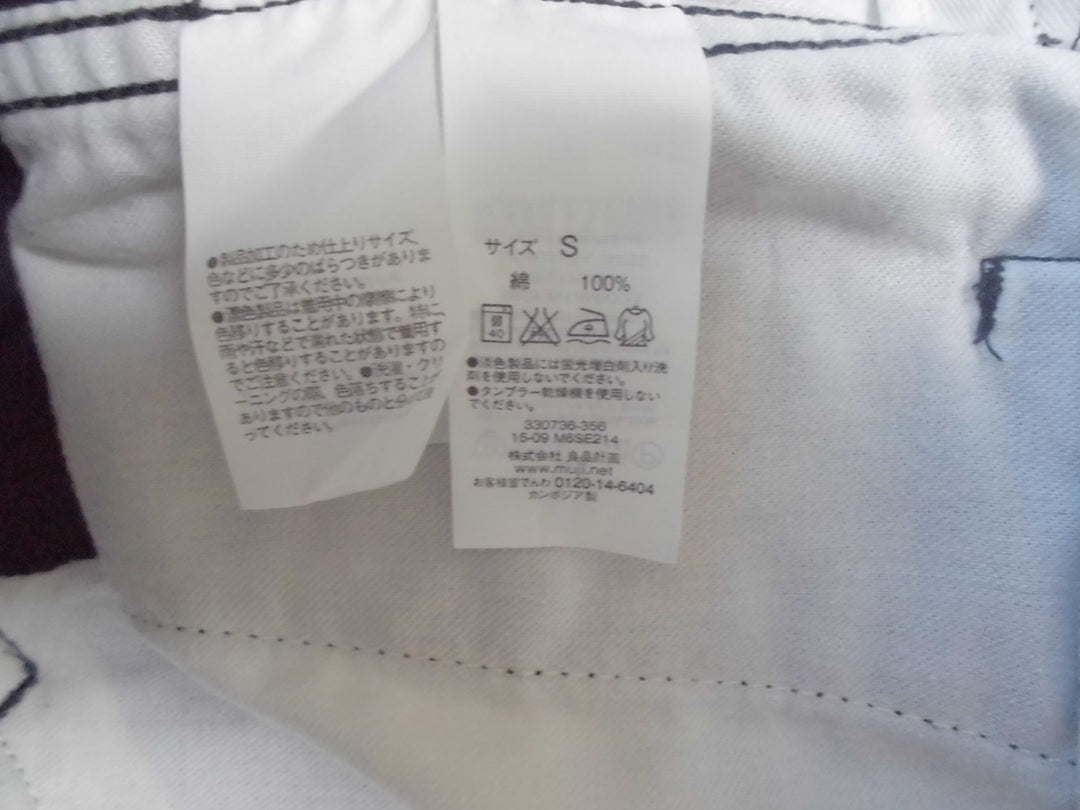 ●製品加工のため仕上りサイズ、
色などに多少のばらつきがありま
すのでご了承ください。
●濃色製品は着用中の摩擦により
色移りすることがあります。特に、
雨や汗などで濡れた状態で着用す
ると色移りすることがありますの
でご注意ください。●洗濯・クリ
ーニングの際、色落ちすることが
ありますので他のものと分けて洗
ってください。
サイズ S
綿 100%
40
●淡色製品には蛍光増白剤入り洗
剤を使用しないでください。
●タンブラー乾燥機を使用しない
でください。
330736-356
15-09 M6SE214
株式会社 良品計画
www.muji.net
お客様室でんわ 0120-14-6404
カンボジア製